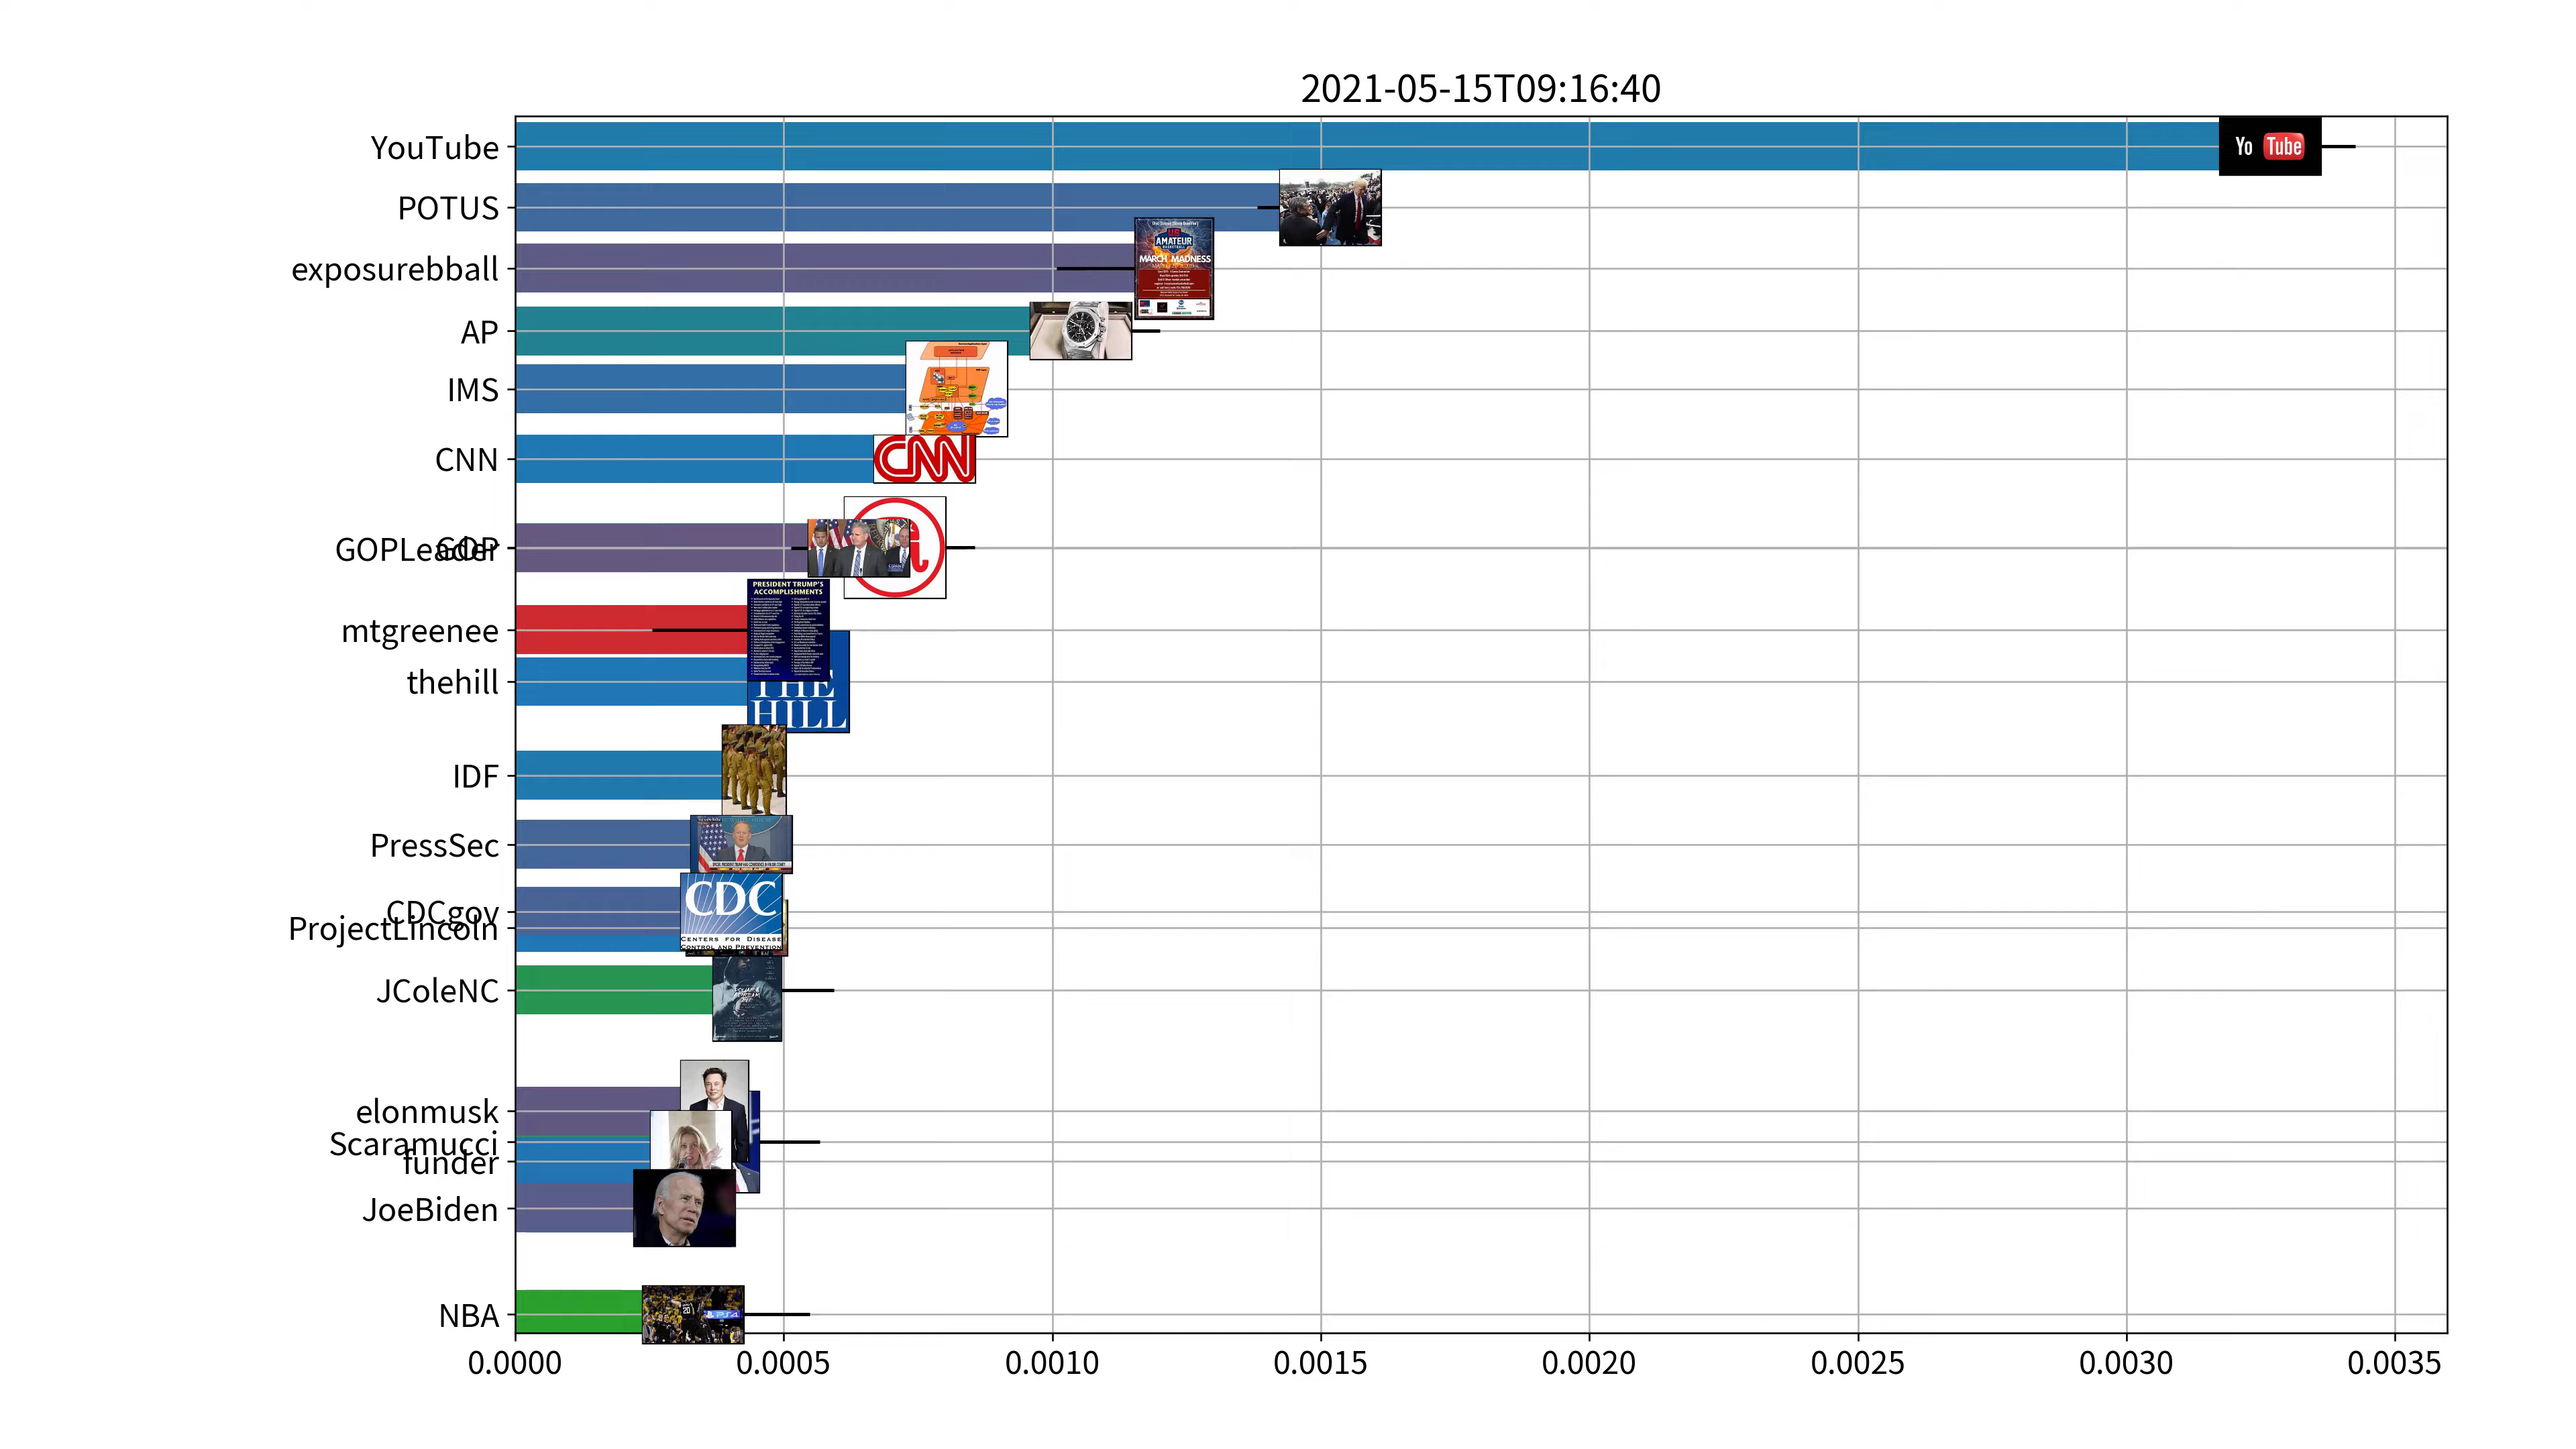 2021-05-15T09:16:40
YouTube
Yo Tube
POTUS
exposurebball
US
AMATEUR
MARCH MADNESS
AP
IMS
CNN
CNN
GOPLeader
GOP
PRESIDENT TRUMP'S
ACCOMPLISHMENTS
mtgreenee
thehill
THE
HILL
IDF
PressSec
CDCgov
CDC
CENTERS FOR DISEASE
CONTROL AND PREVENTION
ProjectLincoln
JColeNC
elonmusk
Scaramucci
funder
JoeBiden
NBA
0.0000 0.0005 0.0010 0.0015 0.0020 0.0025 0.0030 0.0035